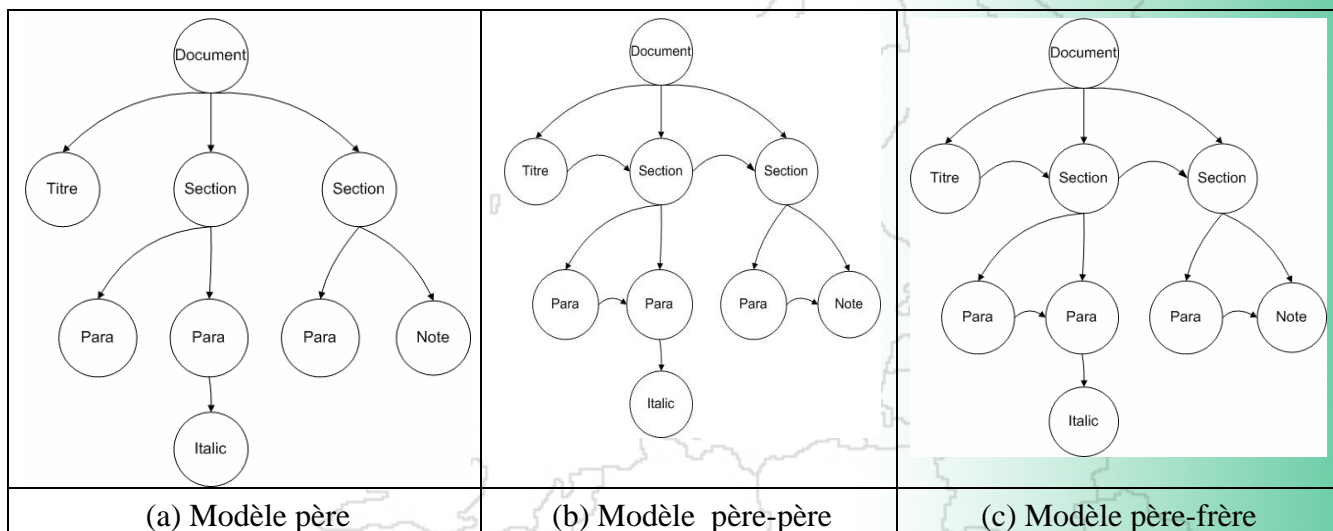 Document
Titre
Section
Section
Para
Para
Para
Note
Italic
(a) Modèle père
Document
Titre
Section
Section
Para
Para
Para
Note
Italic
(b) Modèle père-père
Document
Titre
Section
Section
Para
Para
Para
Note
Italic
(c) Modèle père-frère